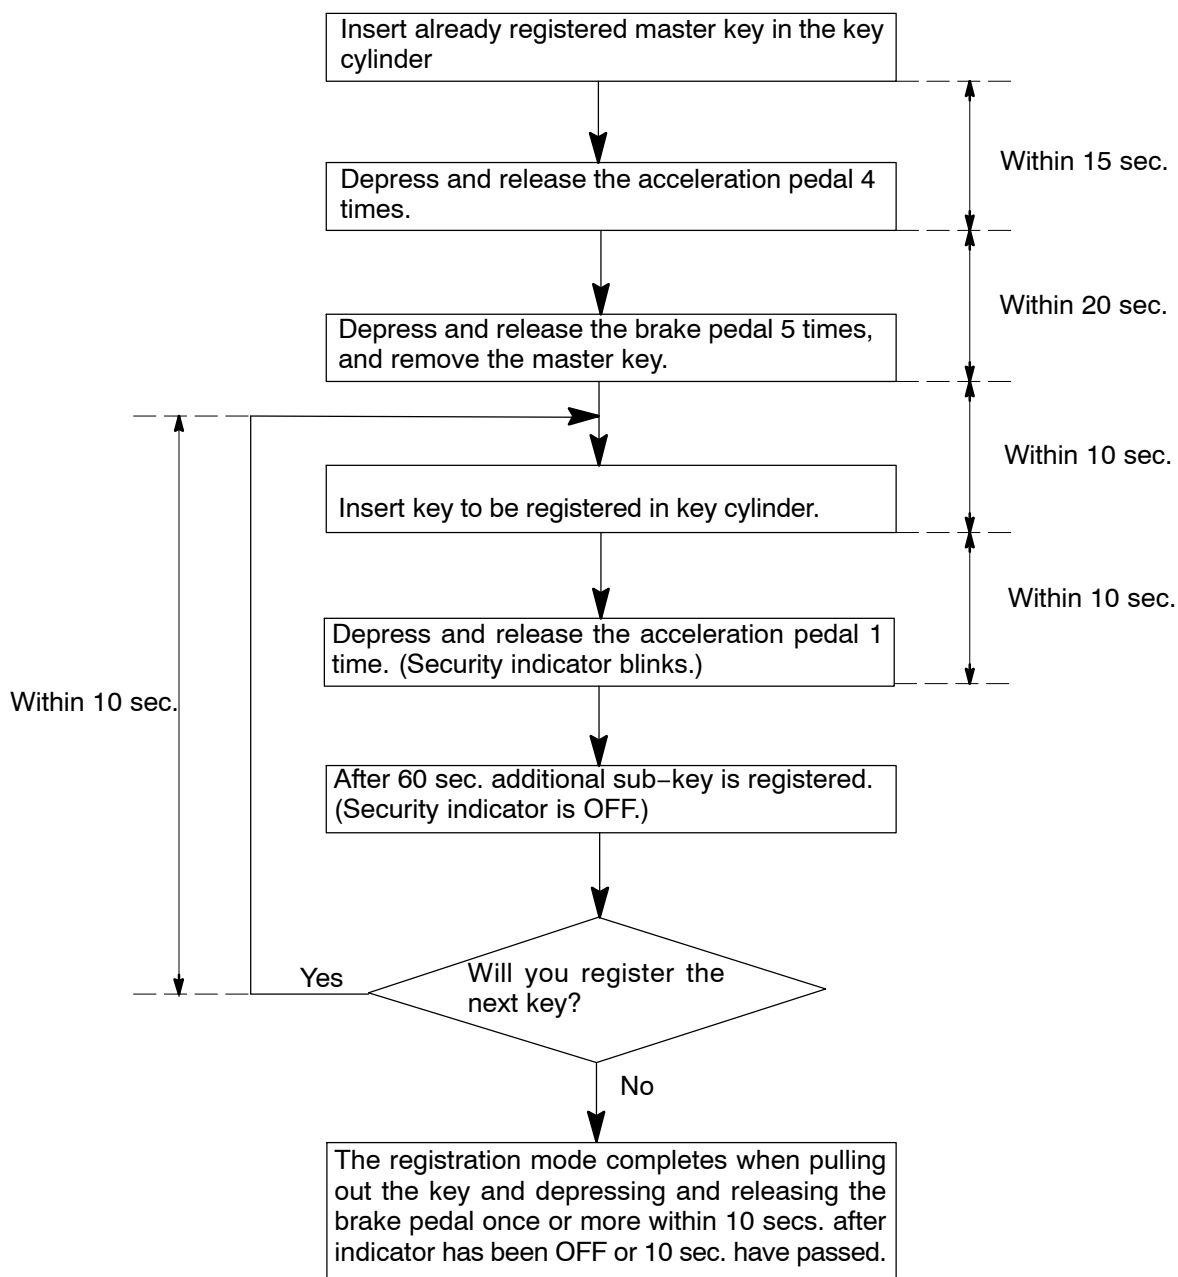 Insert already registered master key in the key
cylinder
Within 15 sec.
Depress and release the acceleration pedal 4
times.
Within 20 sec.
Depress and release the brake pedal 5 times,
and remove the master key.
Within 10 sec.
Insert key to be registered in key cylinder.
Within 10 sec.
Depress and release the acceleration pedal 1
time. (Security indicator blinks.)
Within 10 sec.
After 60 sec. additional sub−key is registered.
(Security indicator is OFF.)
Will you register the
next key?
Yes
No
The registration mode completes when pulling
out the key and depressing and releasing the
brake pedal once or more within 10 secs. after
indicator has been OFF or 10 sec. have passed.